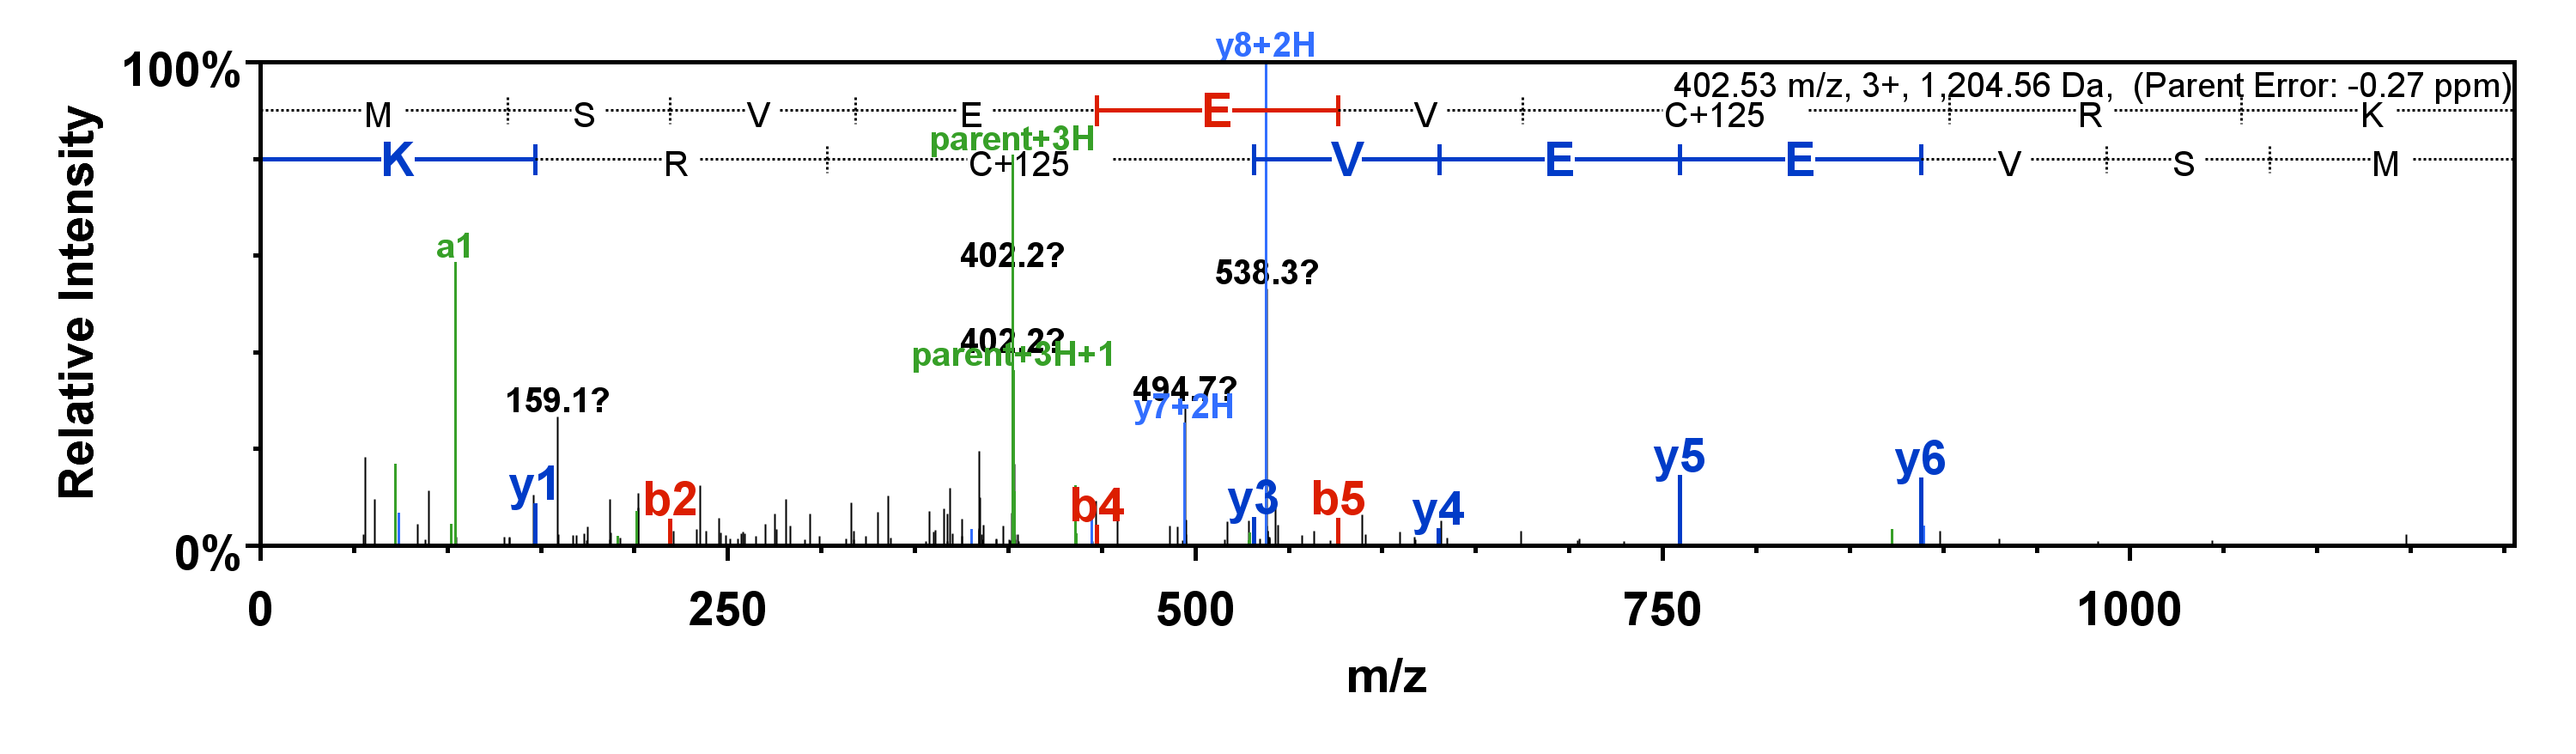 y8+2H
100%
402.53 m/z, 3+, 1,204.56 Da, (Parent Error: -0.27 ppm)
M S V E E V C+125 R K
parent+3H
K R C+125 V E E V S M
a1
402.2?
538.3?
402.2?
parent+3H+1
494.7?
159.1?
y7+2H
y5
y6
y1
b2
b4
y3
b5
y4
0%
0 250 500 750 1000
m/z
Relative Intensity